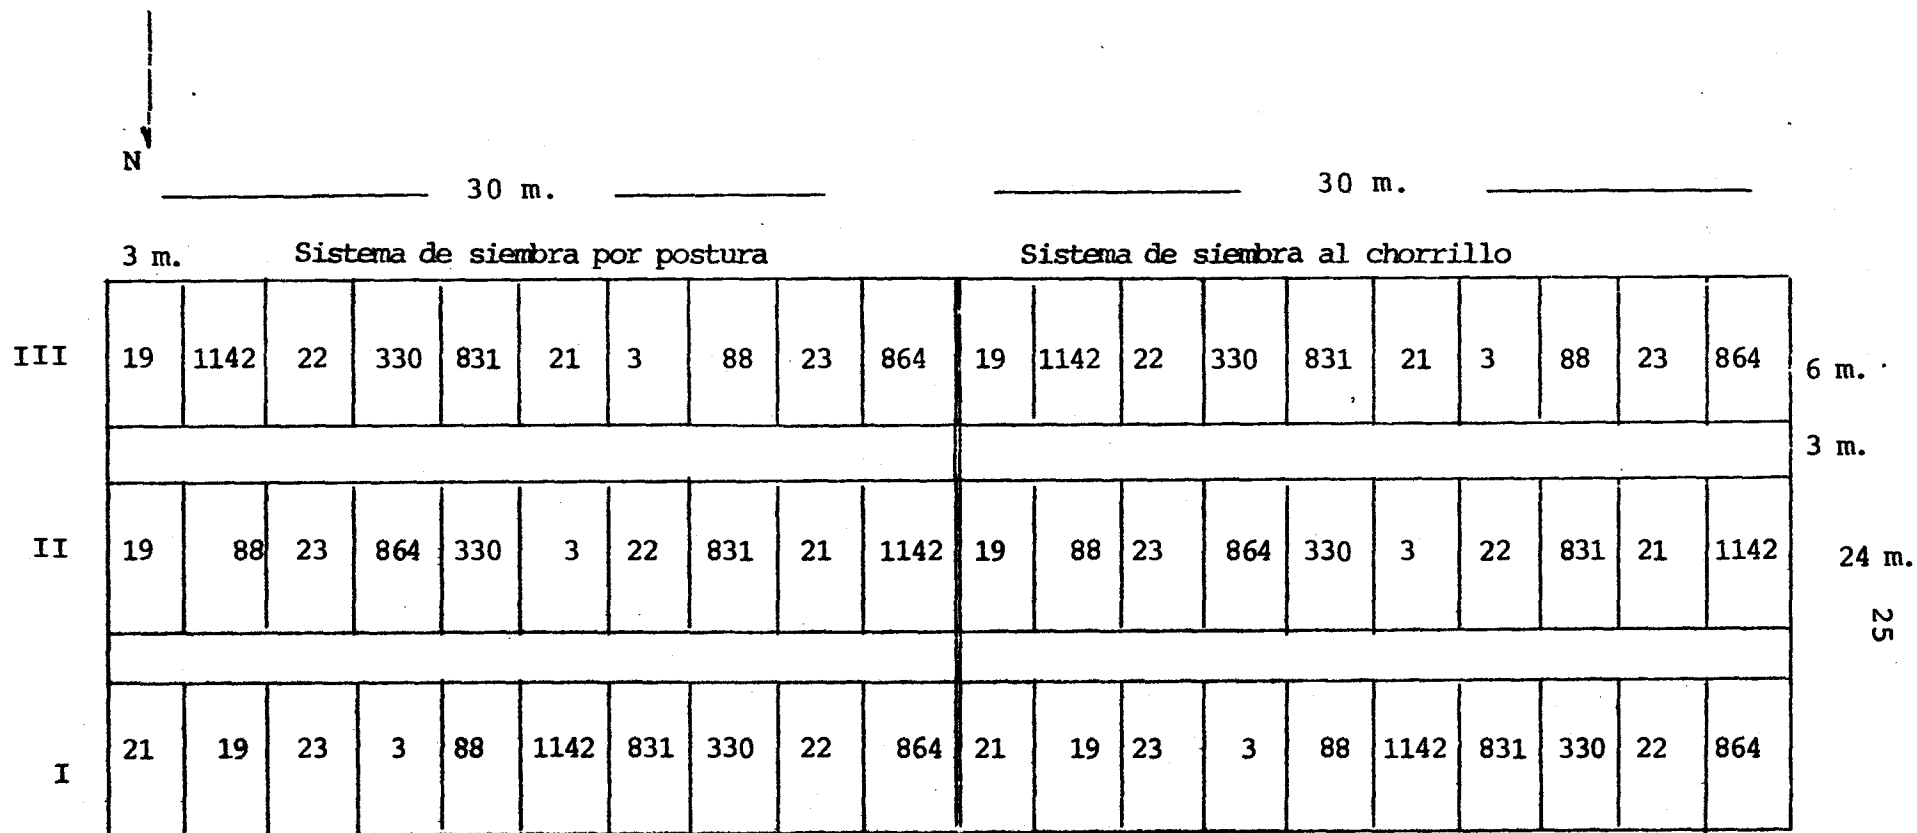 N
30 m. 30 m.
3 m. Sistema de siembra por postura Sistema de siembra al chorrillo
III 19 1142 22 330 831 21 3 88 23 864 19 1142 22 330 831 21 3 88 23 864 6 m.
3 m.
II 19 88 23 864 330 3 22 831 21 1142 19 88 23 864 330 3 22 831 21 1142 24 m.
25
I 21 19 23 3 88 1142 831 330 22 864 21 19 23 3 88 1142 831 330 22 864